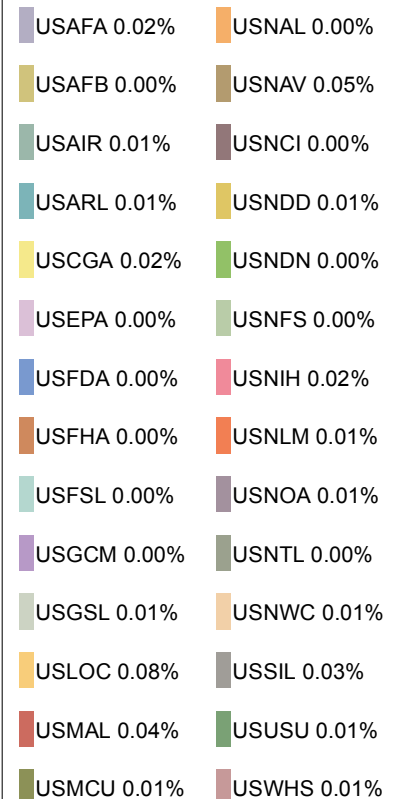 USAFA 0.02% USNAL 0.00%
USAFB 0.00% USNAV 0.05%
USAIR 0.01% USNCI 0.00%
USARL 0.01% USNDD 0.01%
USCGA 0.02% USNDN 0.00%
USEPA 0.00% USNFS 0.00%
USFDA 0.00% USNIH 0.02%
USFHA 0.00% USNLM 0.01%
USFSL 0.00% USNOA 0.01%
USGCM 0.00% USNTL 0.00%
USGSL 0.01% USNWC 0.01%
USLOC 0.08% USSIL 0.03%
USMAL 0.04% USUSU 0.01%
USMCU 0.01% USWHS 0.01%